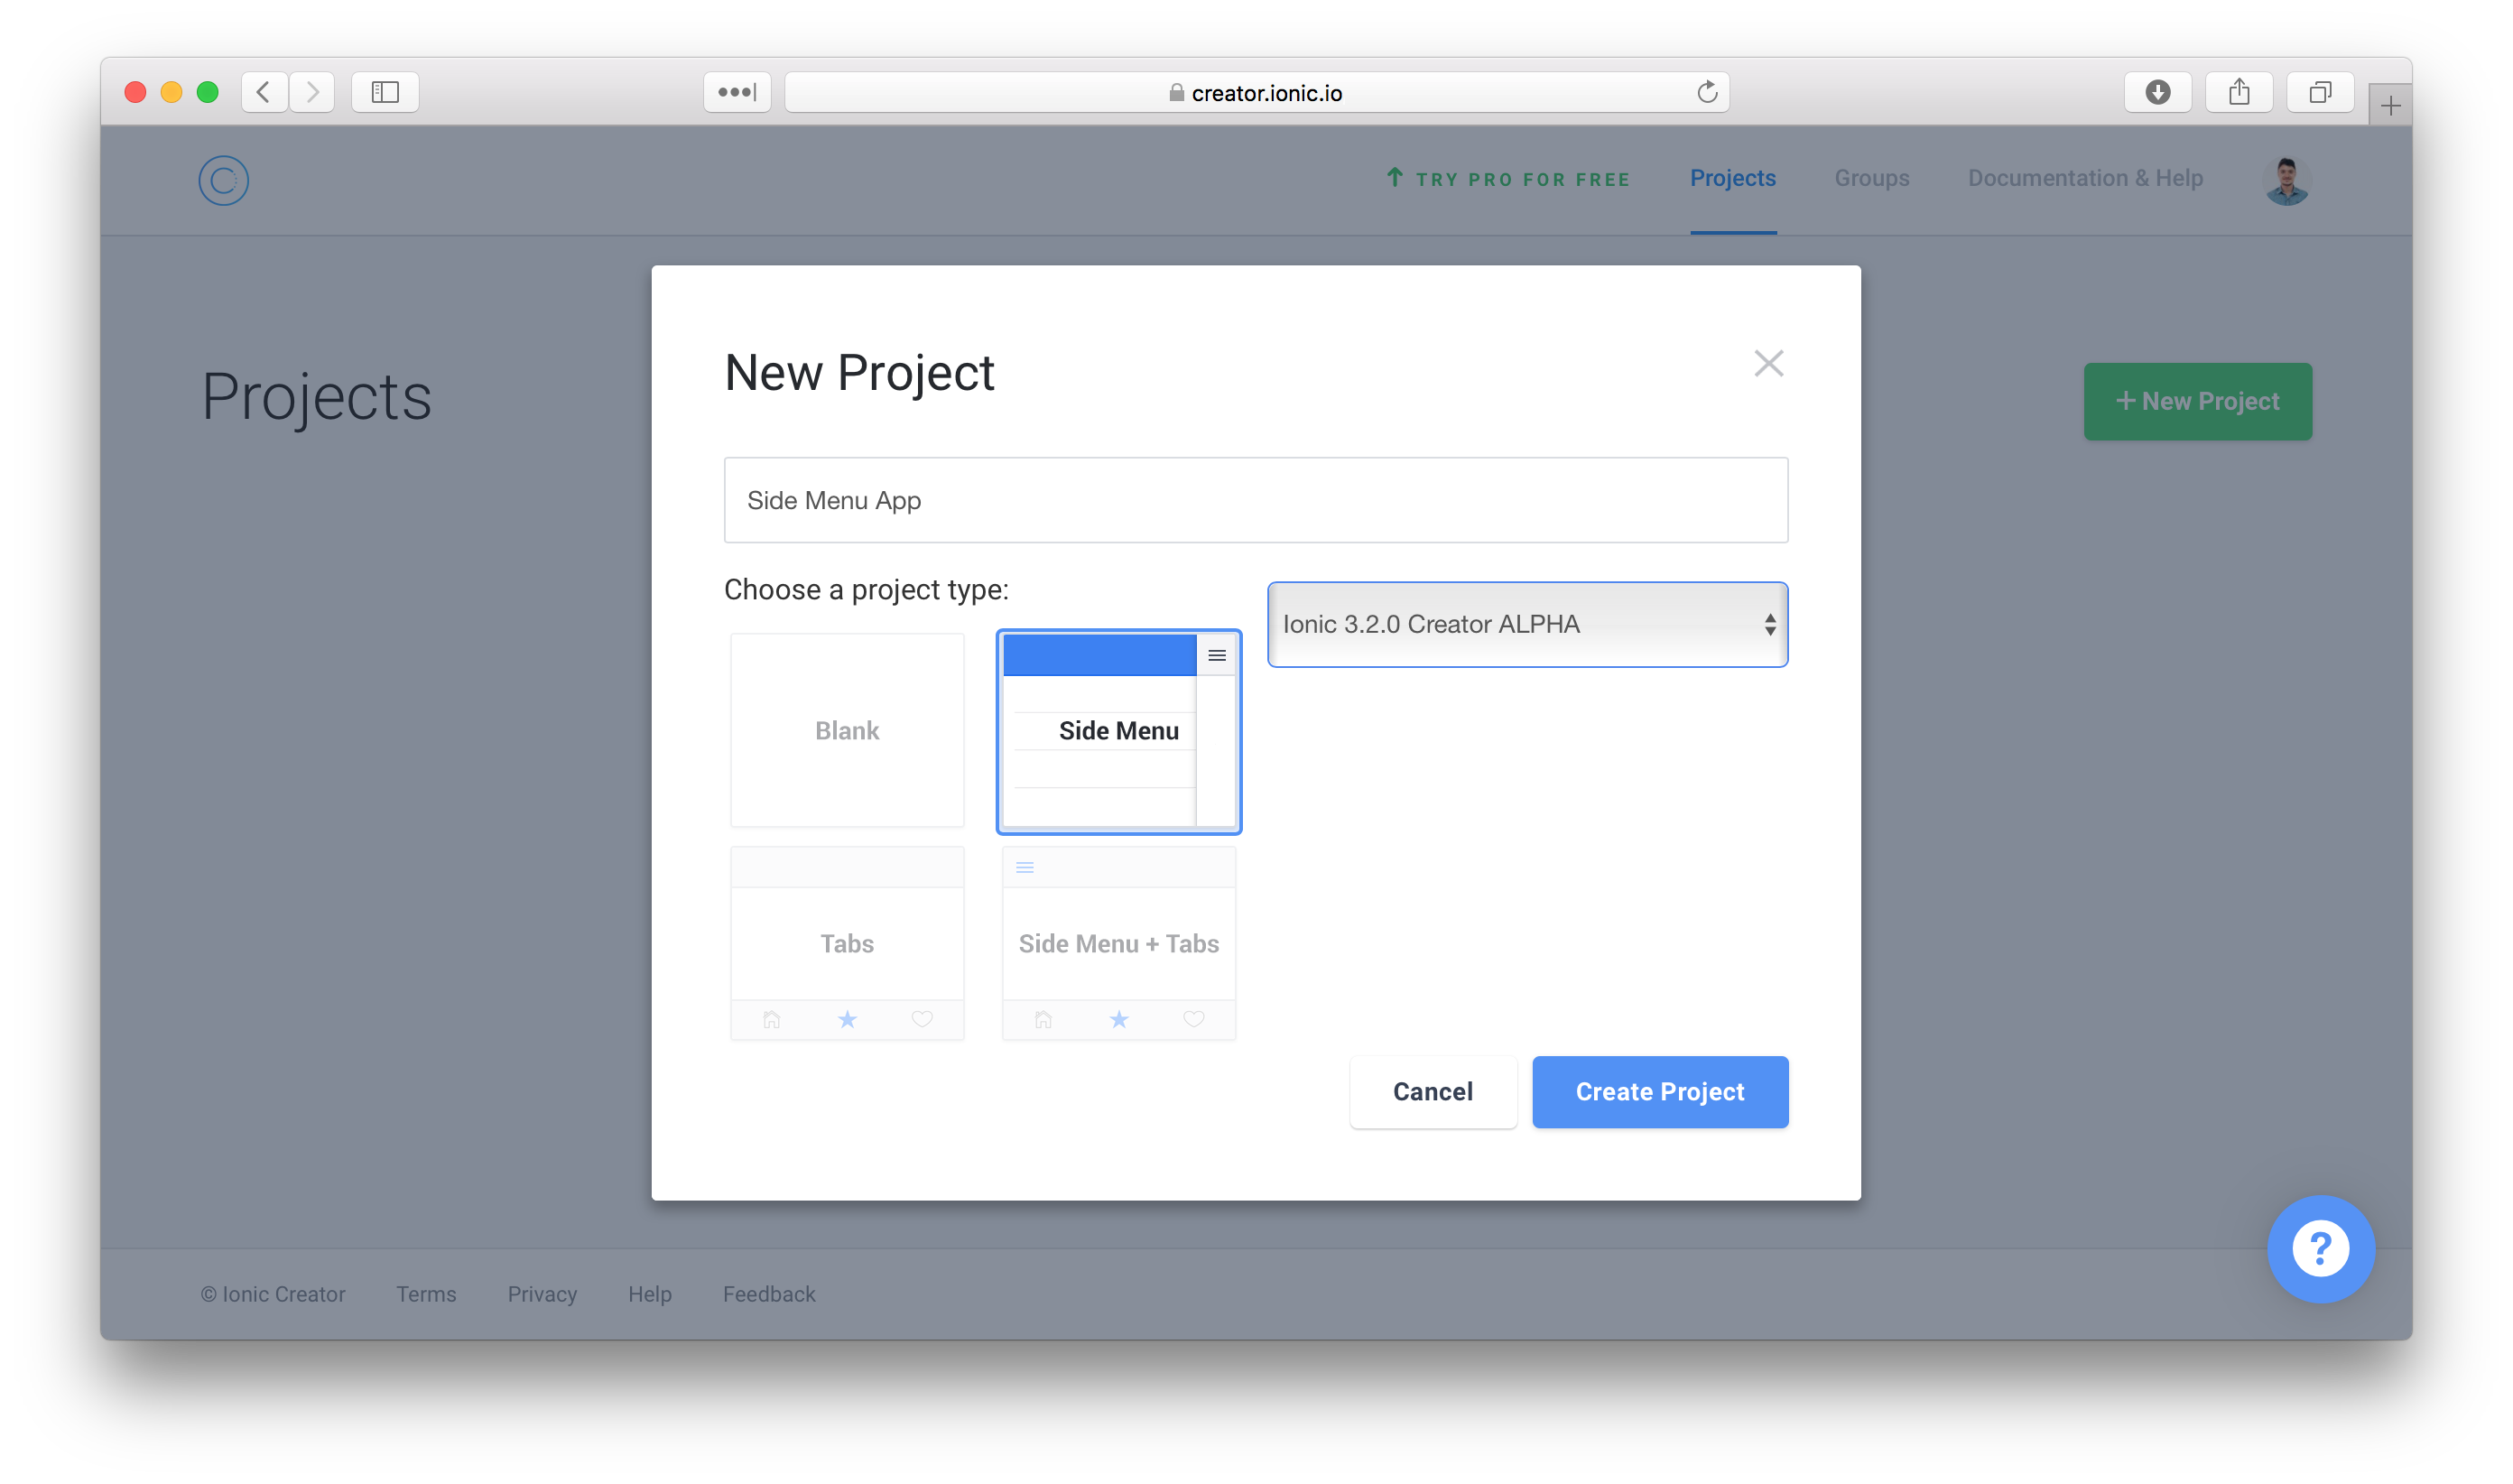 creator.ionic.io
TRY PRO FOR FREE
Projects
Groups
Documentation & Help
Projects
+ New Project
New Project
Side Menu App
Choose a project type:
Ionic 3.2.0 Creator ALPHA
Blank
Side Menu
Tabs
Side Menu + Tabs
Cancel
Create Project
© Ionic Creator
Terms
Privacy
Help
Feedback
?